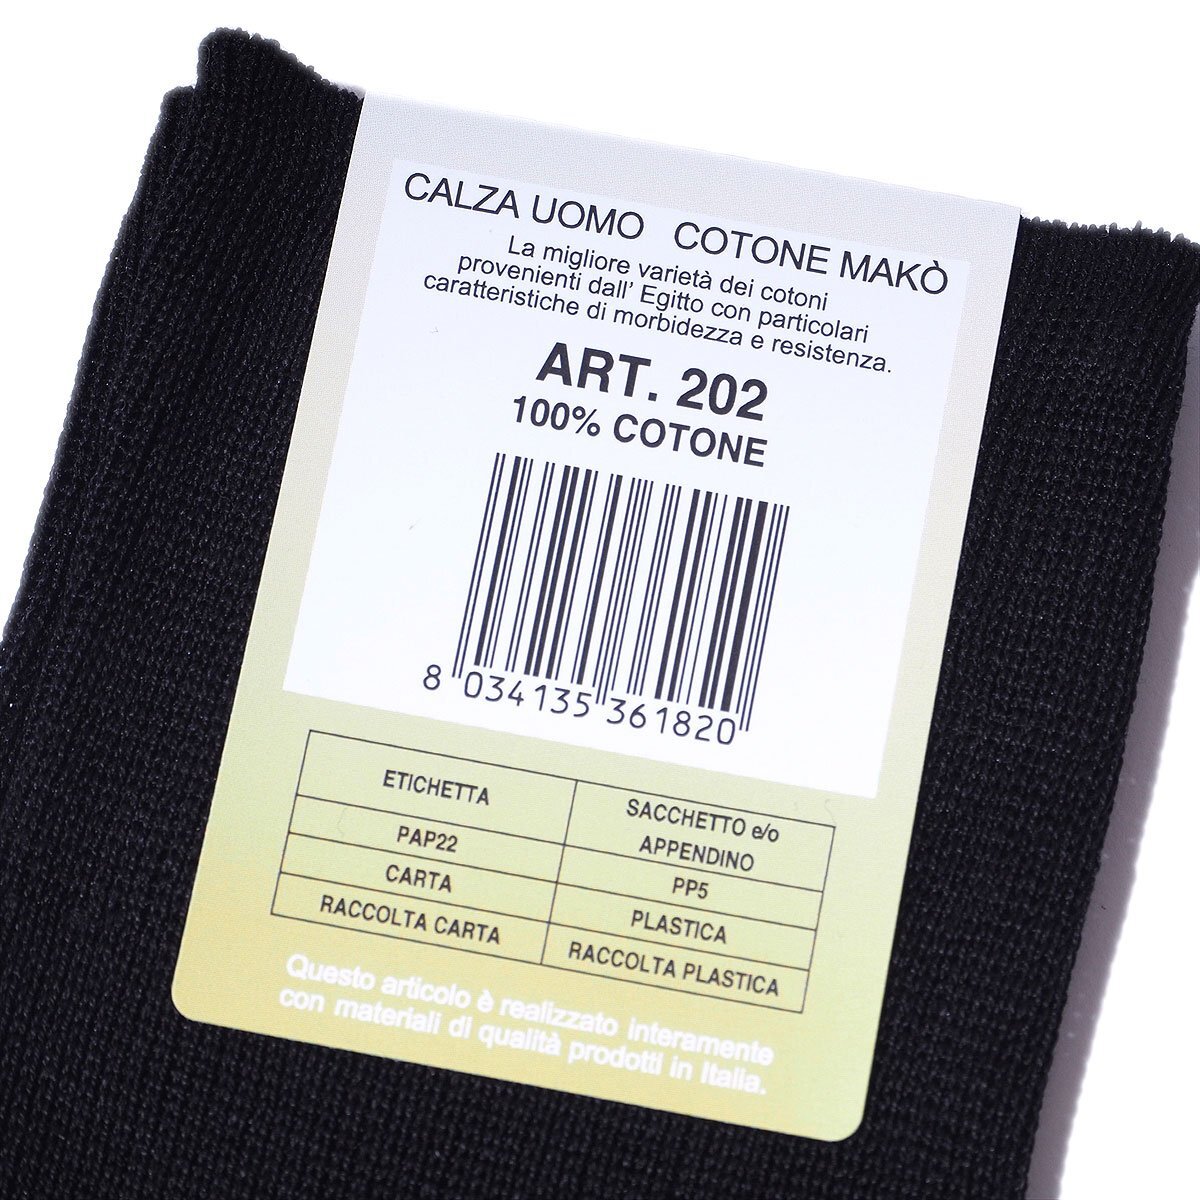 CALZA UOMO COTONE MAKÒ
La migliore varietà dei cotoni
provenienti dall' Egitto con particolari
caratteristiche di morbidezza e resistenza.
ART. 202
100% COTONE
8 034135 361820
ETICHETTA
SACCHETTO e/o
APPENDINO
PAP22
PP5
CARTA
PLASTICA
RACCOLTA CARTA
RACCOLTA PLASTICA
Questo articolo è realizzato interamente
con materiali di qualità prodotti in Italia.